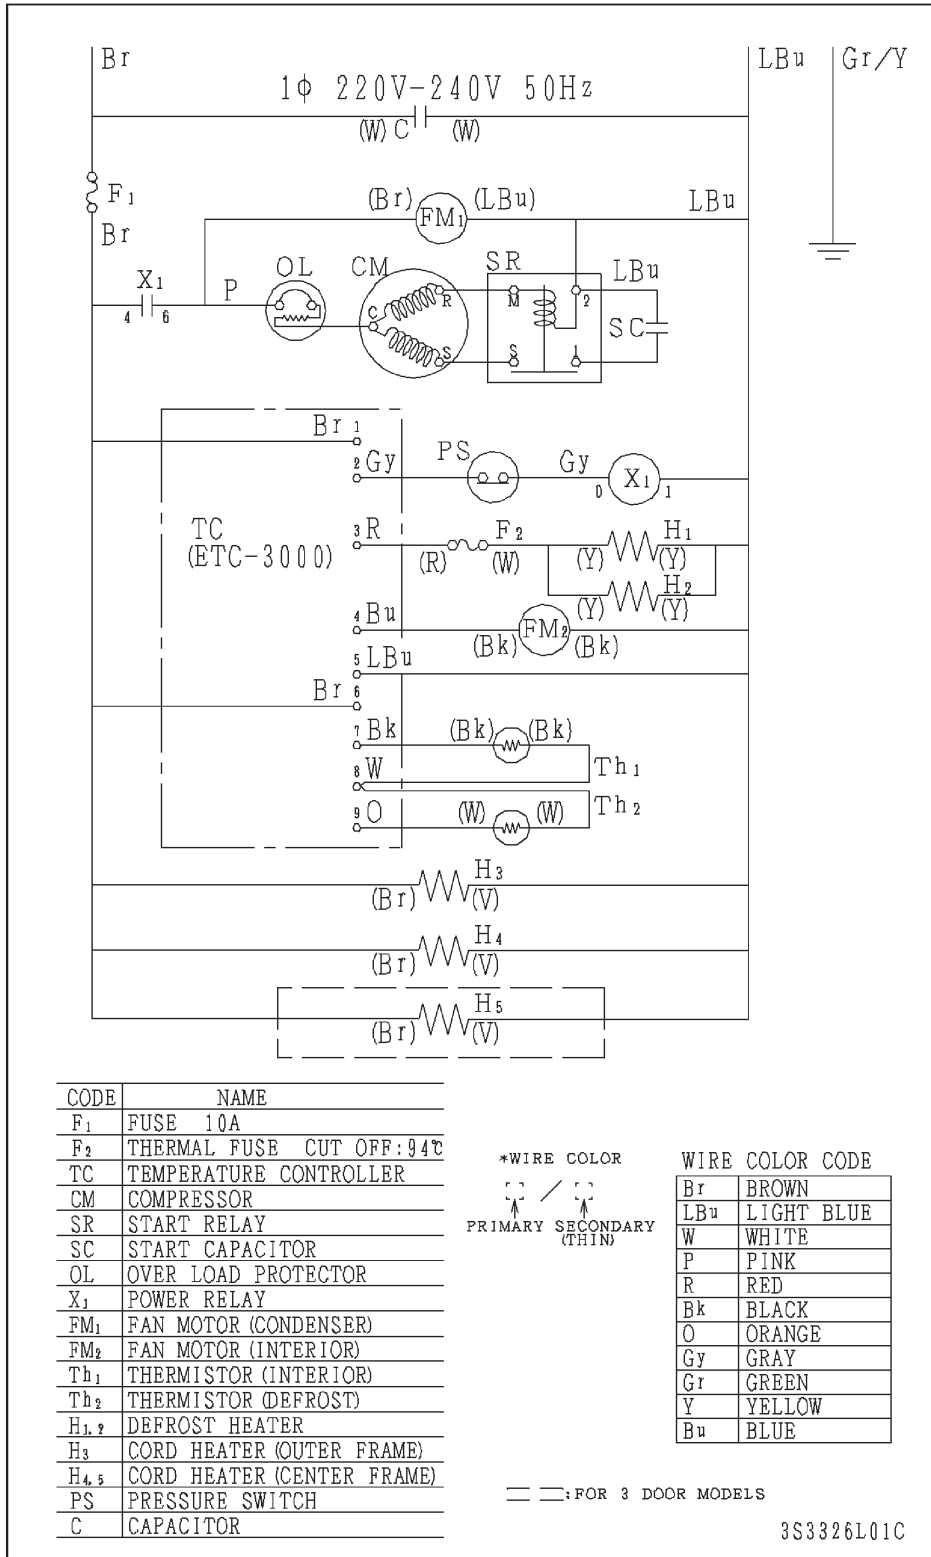 Br
LBu
Gr/Y
1φ 220V-240V 50Hz
(W) C (W)
F1
Br
(Br) FM1 (LBu)
LBu
X1
4 6
P
OL
CM
C
R
S
SR
M
2
S
1
LBu
SC
Br 1
2 Gy
PS
Gy
0 X1 1
TC
(ETC-3000)
3 R
(R) F2 (W)
(Y) H1 (Y)
(Y) H2 (Y)
4 Bu
(Bk) FM2 (Bk)
5 LBu
Br 6
7 Bk
(Bk) (Bk)
8 W
Th1
Th2
9 O
(W) (W)
(Br) H3 (V)
(Br) H4 (V)
(Br) H5 (V)
CODE NAME
F1 FUSE 10A
F2 THERMAL FUSE CUT OFF:94℃
TC TEMPERATURE CONTROLLER
CM COMPRESSOR
SR START RELAY
SC START CAPACITOR
OL OVER LOAD PROTECTOR
X1 POWER RELAY
FM1 FAN MOTOR (CONDENSER)
FM2 FAN MOTOR (INTERIOR)
Th1 THERMISTOR (INTERIOR)
Th2 THERMISTOR (DEFROST)
H1,2 DEFROST HEATER
H3 CORD HEATER (OUTER FRAME)
H4,5 CORD HEATER (CENTER FRAME)
PS PRESSURE SWITCH
C CAPACITOR
*WIRE COLOR
/
PRIMARY SECONDARY
(THIN)
WIRE COLOR CODE
Br BROWN
LBu LIGHT BLUE
W WHITE
P PINK
R RED
Bk BLACK
O ORANGE
Gy GRAY
Gr GREEN
Y YELLOW
Bu BLUE
:FOR 3 DOOR MODELS
3S3326L01C